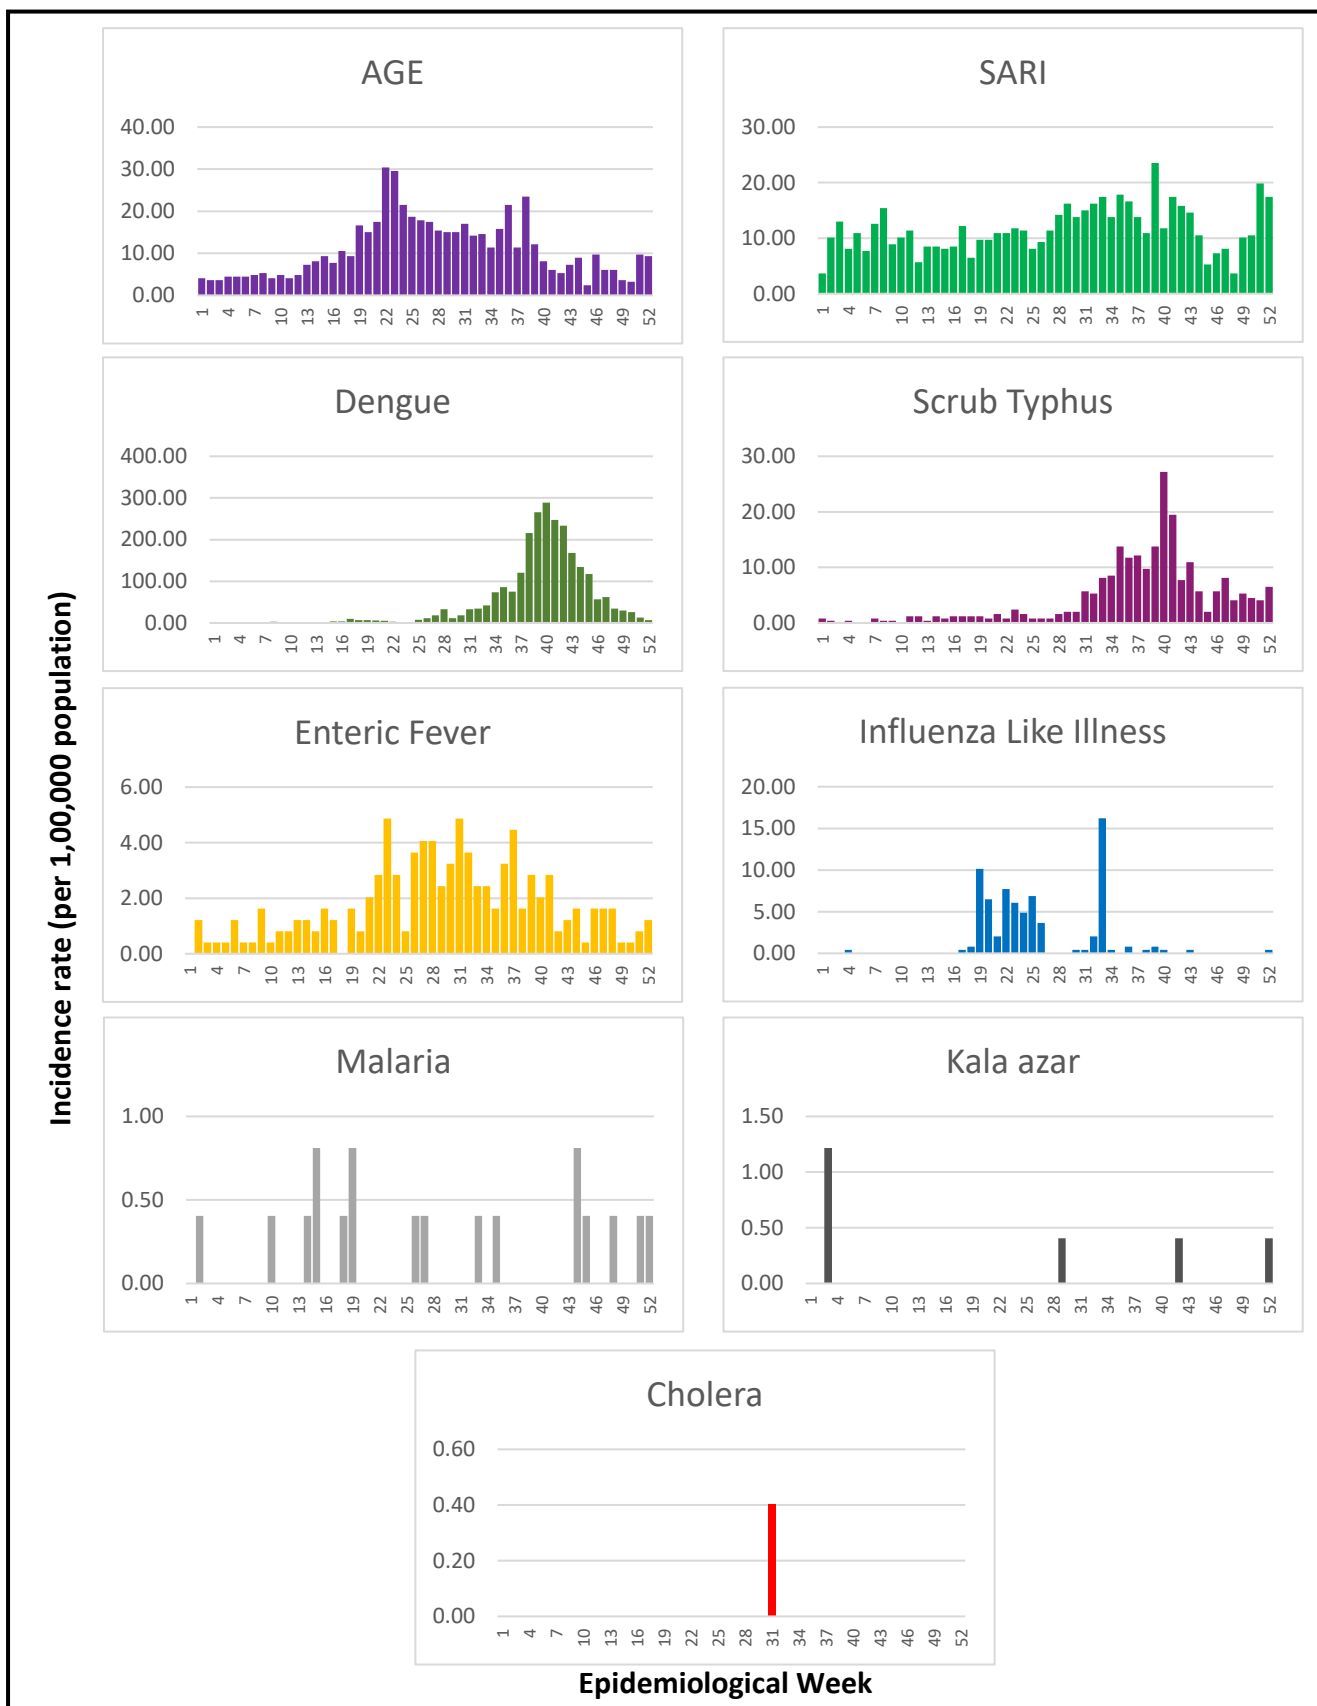 AGE
40.00
30.00
20.00
10.00
0.00
1 4 7 10 13 16 19 22 25 28 31 34 37 40 43 46 49 52
SARI
30.00
20.00
10.00
0.00
1 4 7 10 13 16 19 22 25 28 31 34 37 40 43 46 49 52
Dengue
400.00
300.00
200.00
100.00
0.00
1 4 7 10 13 16 19 22 25 28 31 34 37 40 43 46 49 52
Scrub Typhus
30.00
20.00
10.00
0.00
1 4 7 10 13 16 19 22 25 28 31 34 37 40 43 46 49 52
Incidence rate (per 1,00,000 population)
Enteric Fever
6.00
4.00
2.00
0.00
1 4 7 10 13 16 19 22 25 28 31 34 37 40 43 46 49 52
Influenza Like Illness
20.00
15.00
10.00
5.00
0.00
1 4 7 10 13 16 19 22 25 28 31 34 37 40 43 46 49 52
Malaria
1.00
0.50
0.00
1 4 7 10 13 16 19 22 25 28 31 34 37 40 43 46 49 52
Kala azar
1.50
1.00
0.50
0.00
1 4 7 10 13 16 19 22 25 28 31 34 37 40 43 46 49 52
Cholera
0.60
0.40
0.20
0.00
1 4 7 10 13 16 19 22 25 28 31 34 37 40 43 46 49 52
Epidemiological Week